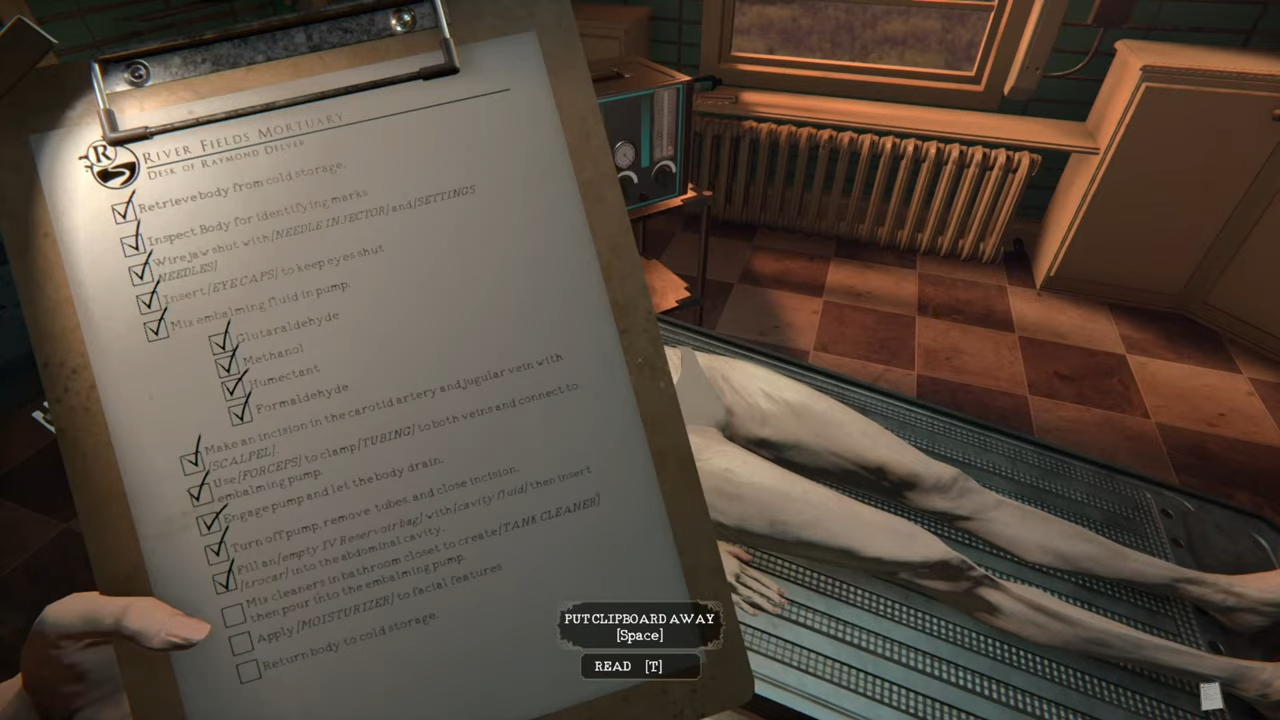 RIVER FIELDS MORTUARY
DESK OF RAYMOND DELVER
Retrieve body from cold storage.
Inspect Body for identifying marks
Wire jaw shut with [NEEDLE INJECTOR] and [SETTINGS
NEEDLES]
Insert [EYE CAPS] to keep eyes shut
Mix embalming fluid in pump.
Glutaraldehyde
Methanol
Humectant
Formaldehyde
Make an incision in the carotid artery and jugular vein with
[SCALPEL].
Use [FORCEPS] to clamp [TUBING] to both veins and connect to
embalming pump.
Engage pump and let the body drain.
Turn off pump, remove tubes, and close incision.
Fill an [empty IV Reservoir bag] with [cavity fluid] then insert
[trocar] into the abdominal cavity.
Mix cleaners in bathroom closet to create [TANK CLEANER]
then pour into the embalming pump.
Apply [MOISTURIZER] to facial features
Return body to cold storage.
PUT CLIPBOARD AWAY
[Space]
READ [T]